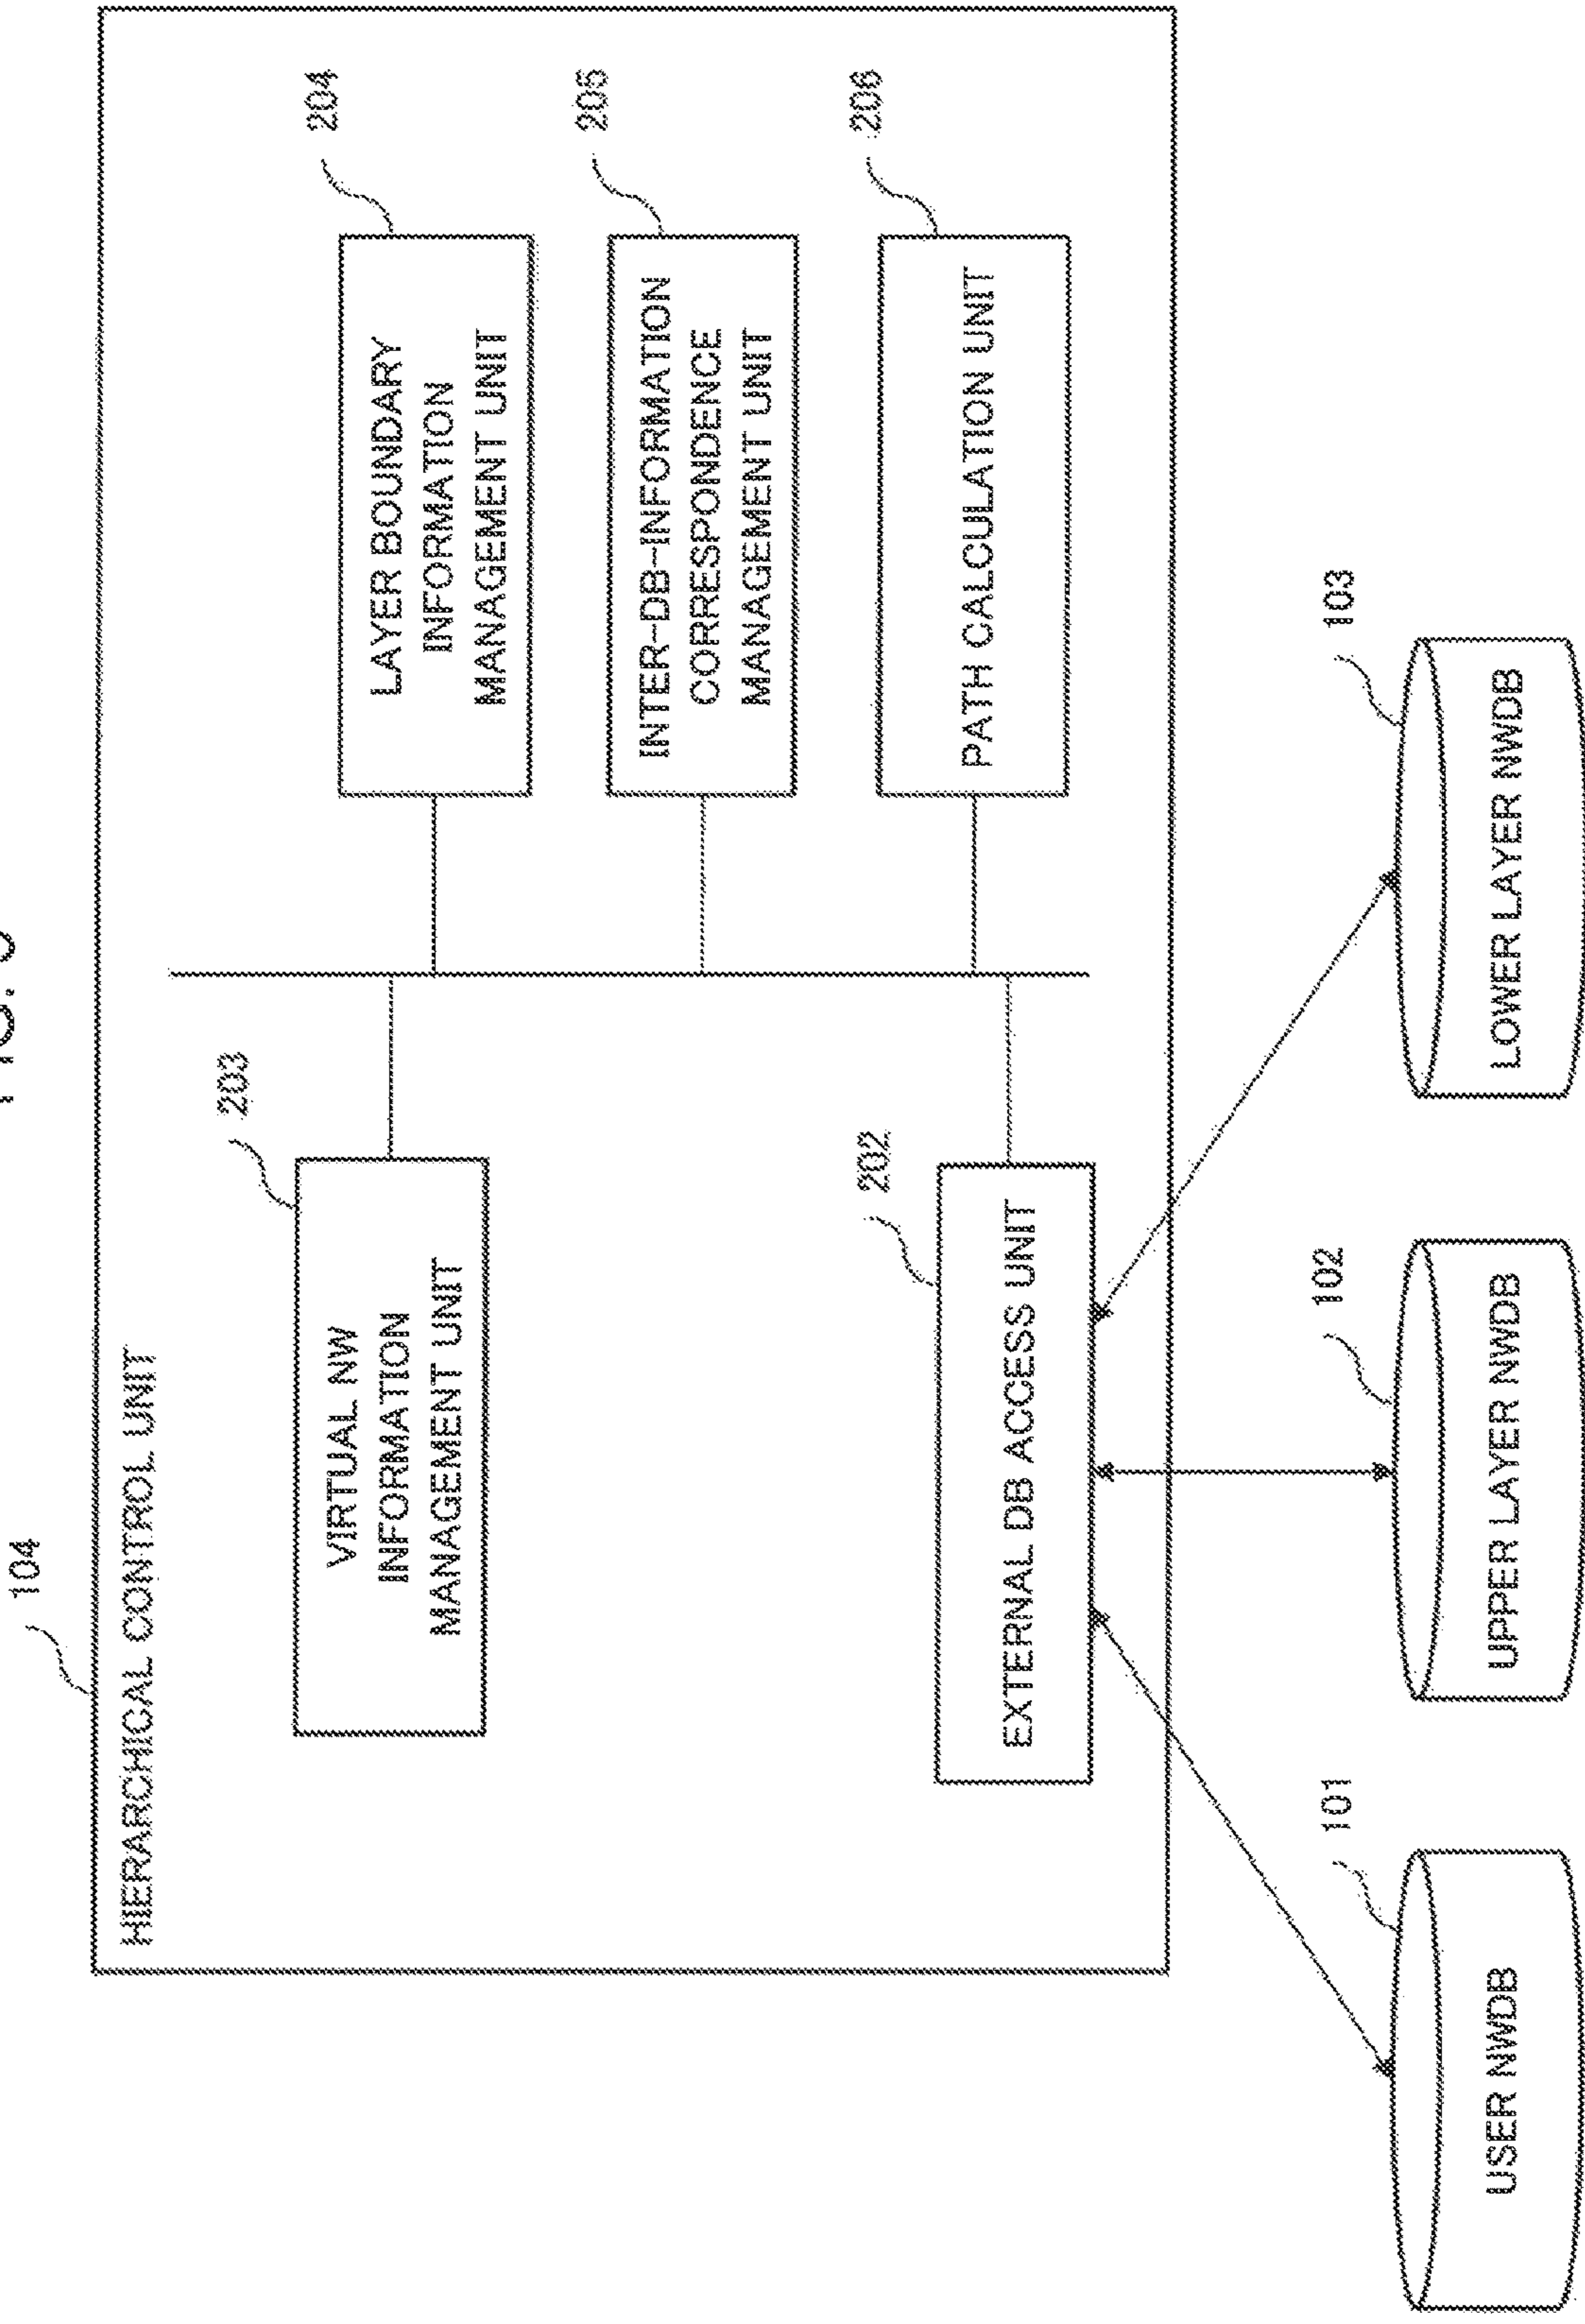 104
HIERARCHICAL CONTROL UNIT
203
VIRTUAL NW
INFORMATION
MANAGEMENT UNIT
204
LAYER BOUNDARY
INFORMATION
MANAGEMENT UNIT
205
INTER-DB-INFORMATION
CORRESPONDENCE
MANAGEMENT UNIT
206
PATH CALCULATION UNIT
202
EXTERNAL DB ACCESS UNIT
101
USER NWDB
102
UPPER LAYER NWDB
103
LOWER LAYER NWDB